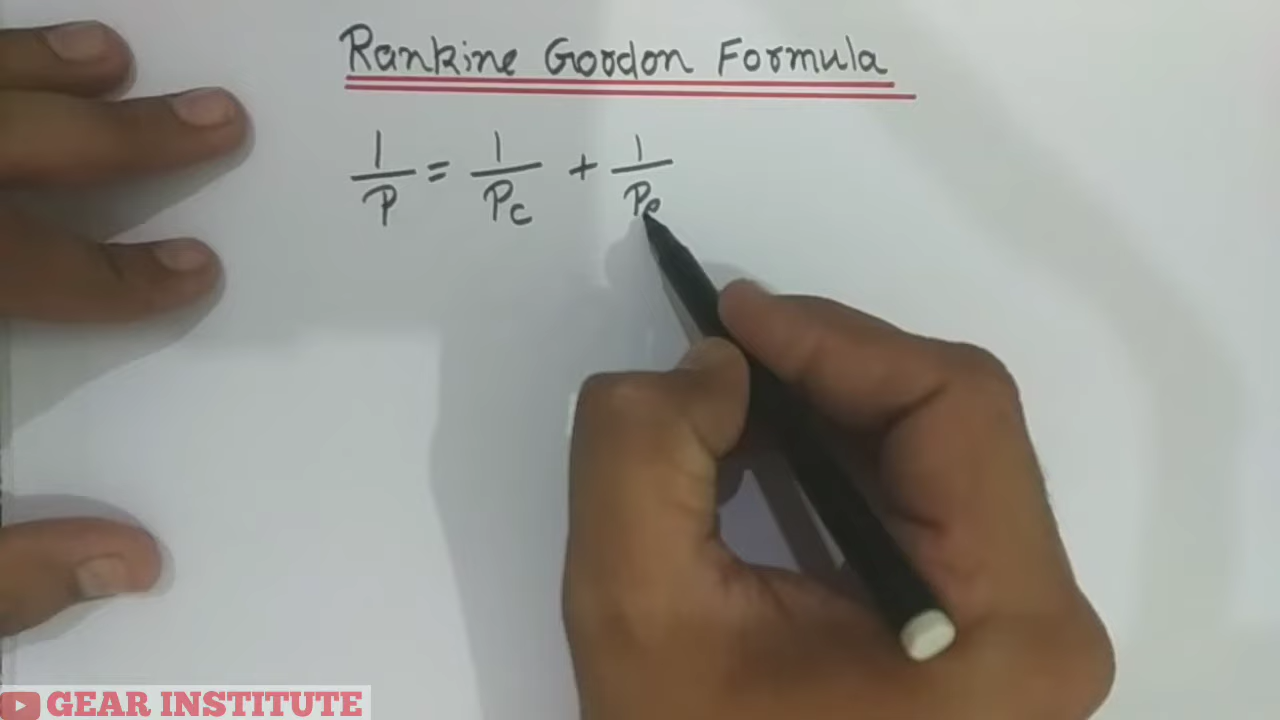 Rankine Gordon Formula
1/P = 1/Pc + 1/Pe
GEAR INSTITUTE